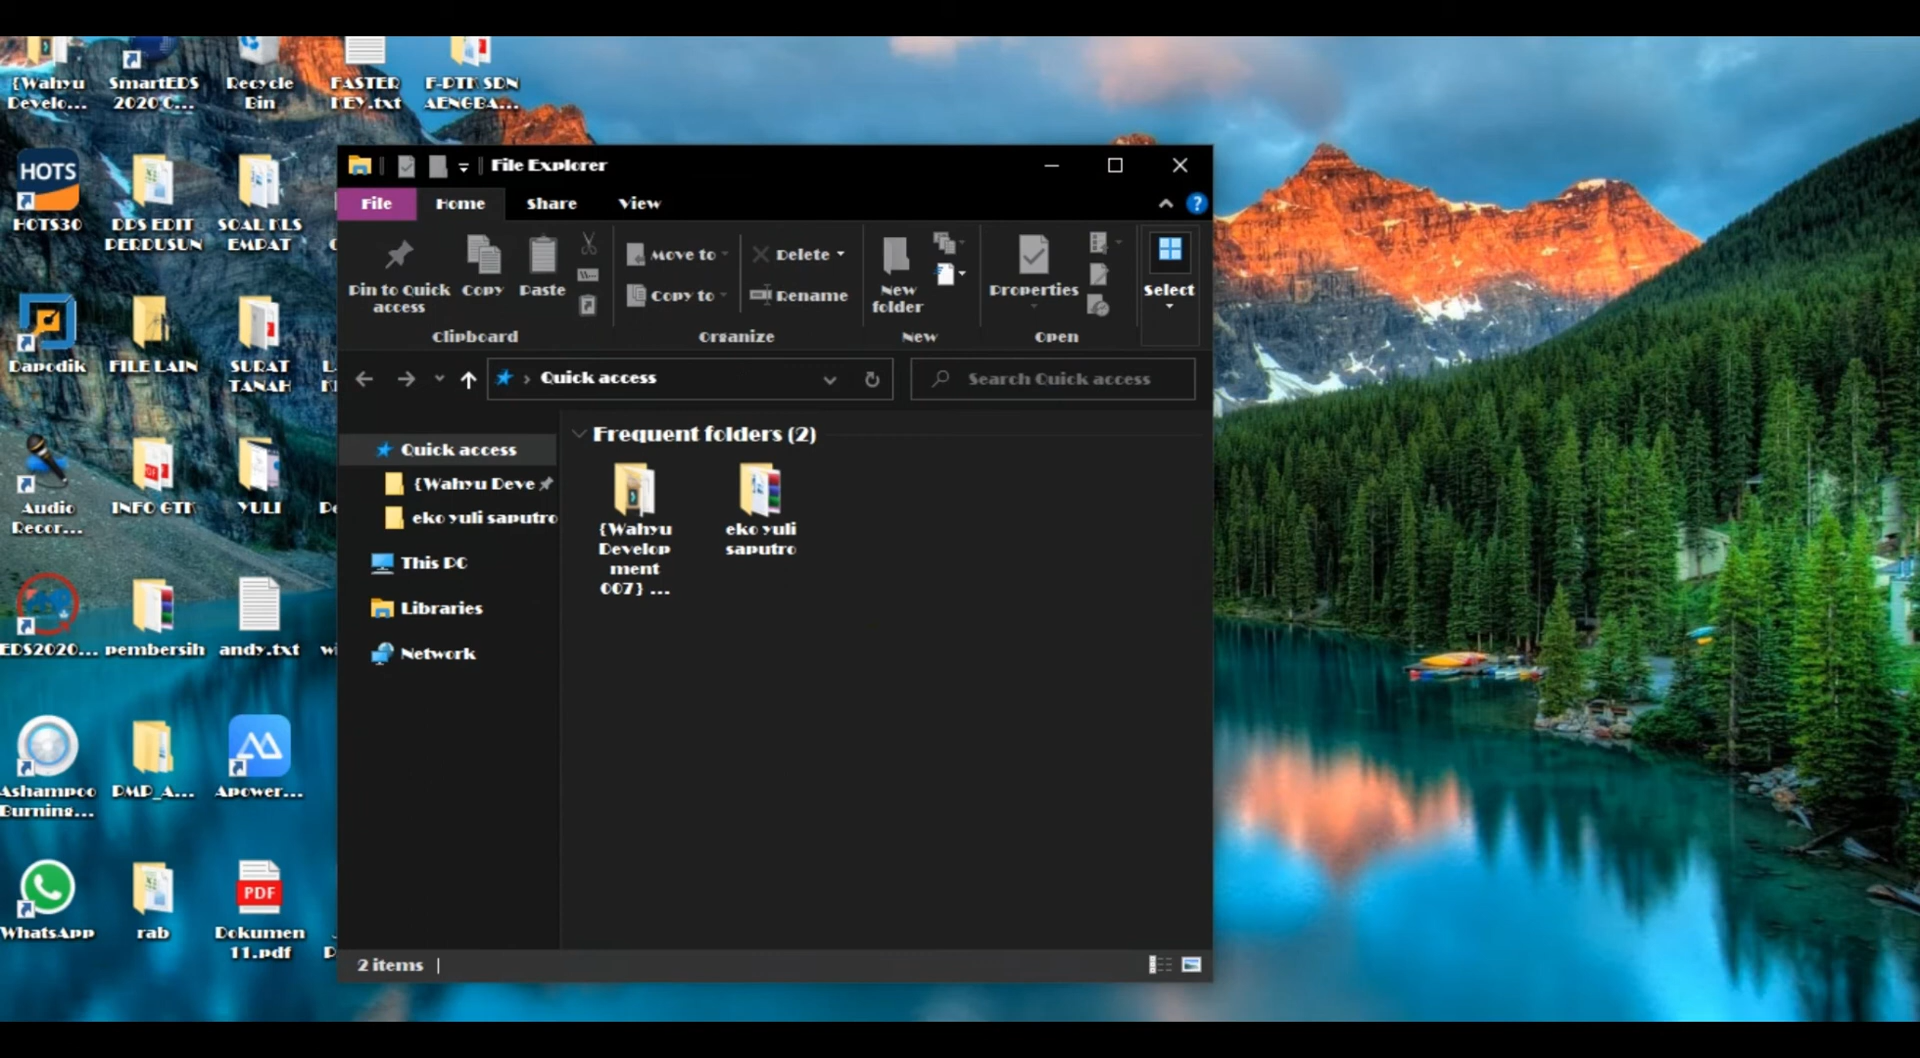 {Wahyu
Develo...
SmartEDS
2020 C...
Recycle
Bin
FASTER
KEY.txt
F-PTK SDN
AENGBA...
HOTS
HOTS30
DPS EDIT
PERDUSUN
SOAL KLS
EMPAT
Dapodik
FILE LAIN
SURAT
TANAH
Audio
Recor...
INFO GTK
YULI
EDS2020...
pembersih
andy.txt
Ashampoo
Burning...
PMP_A...
Apower...
WhatsApp
rab
PDF
Dokumen
11.pdf
File Explorer
File
Home
Share
View
?
Pin to Quick
access
Copy
Paste
Move to
Copy to
Delete
Rename
New
folder
Properties
Select
Clipboard
Organize
New
Open
Quick access
Search Quick access
Quick access
{Wahyu Deve
eko yuli saputro
This PC
Libraries
Network
Frequent folders (2)
{Wahyu
Develop
ment
007} ...
eko yuli
saputro
2 items